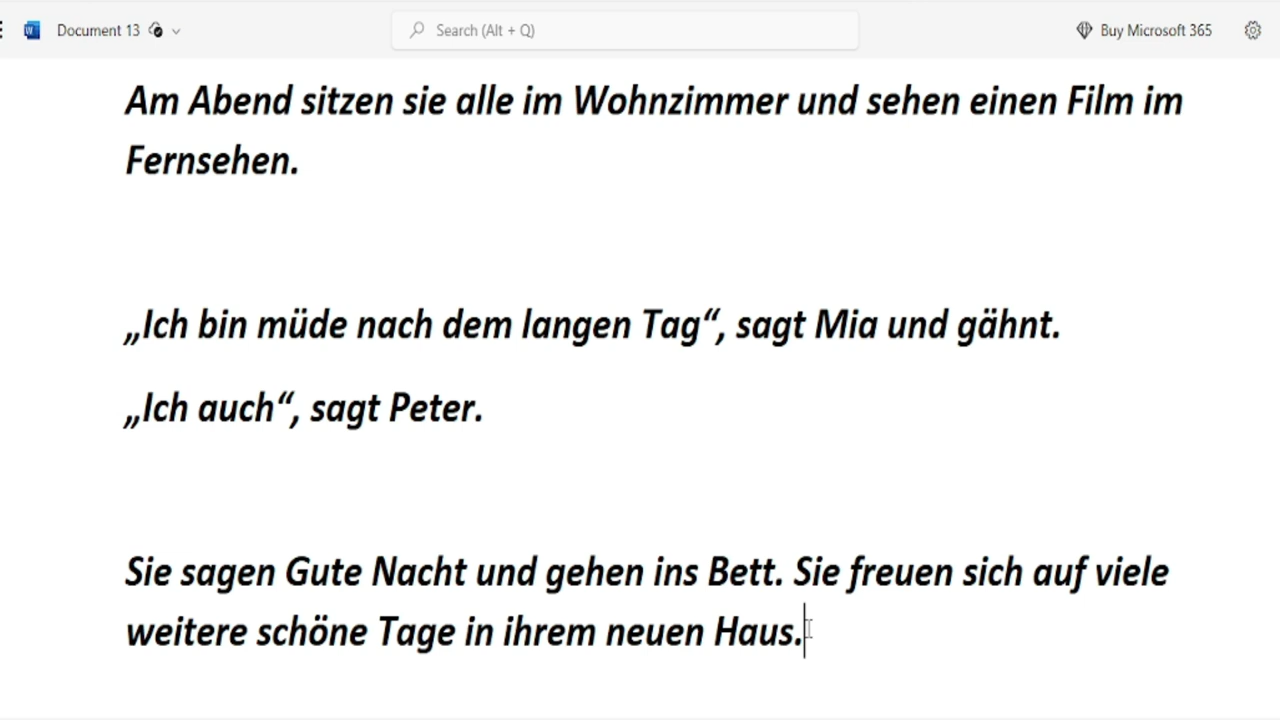 Document 13
Search (Alt + Q)
Buy Microsoft 365
Am Abend sitzen sie alle im Wohnzimmer und sehen einen Film im
Fernsehen.
„Ich bin müde nach dem langen Tag“, sagt Mia und gähnt.
„Ich auch“, sagt Peter.
Sie sagen Gute Nacht und gehen ins Bett. Sie freuen sich auf viele
weitere schöne Tage in ihrem neuen Haus.